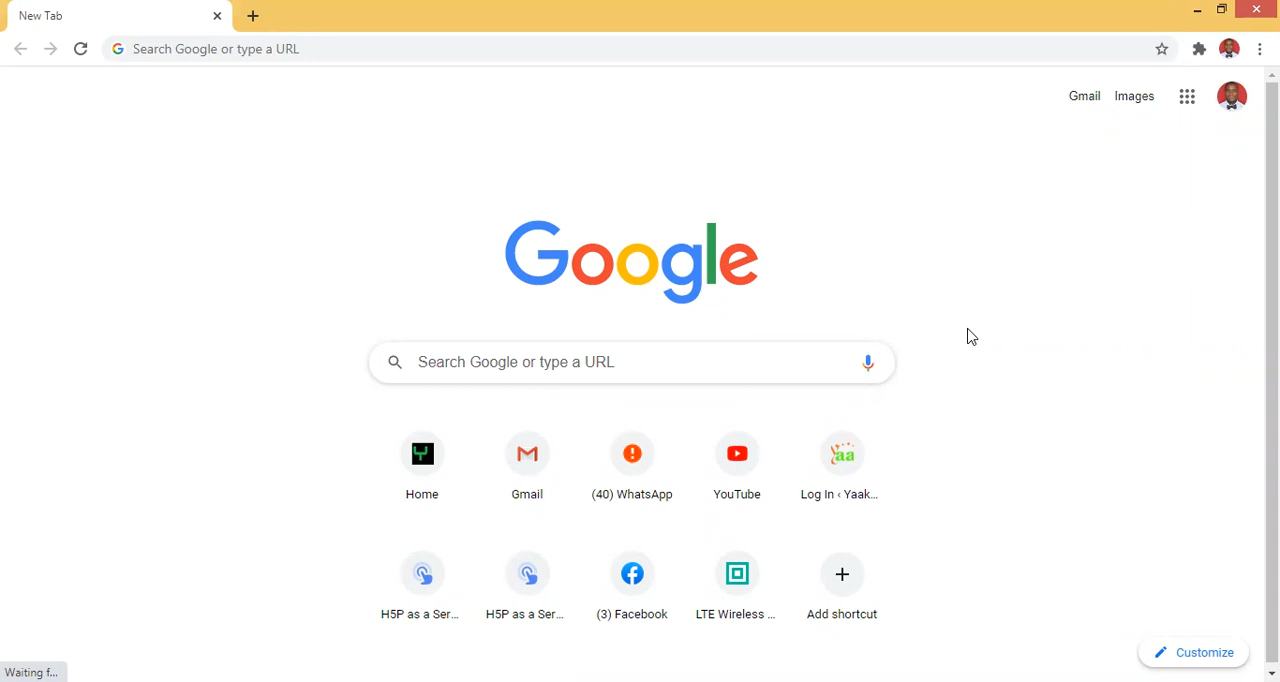 New Tab
Search Google or type a URL
Gmail Images
Google
Search Google or type a URL
Home
Gmail
(40) WhatsApp
YouTube
aa
Log In ‹ Yaak...
H5P as a Ser...
H5P as a Ser...
(3) Facebook
LTE Wireless ...
Add shortcut
Customize
Waiting f...